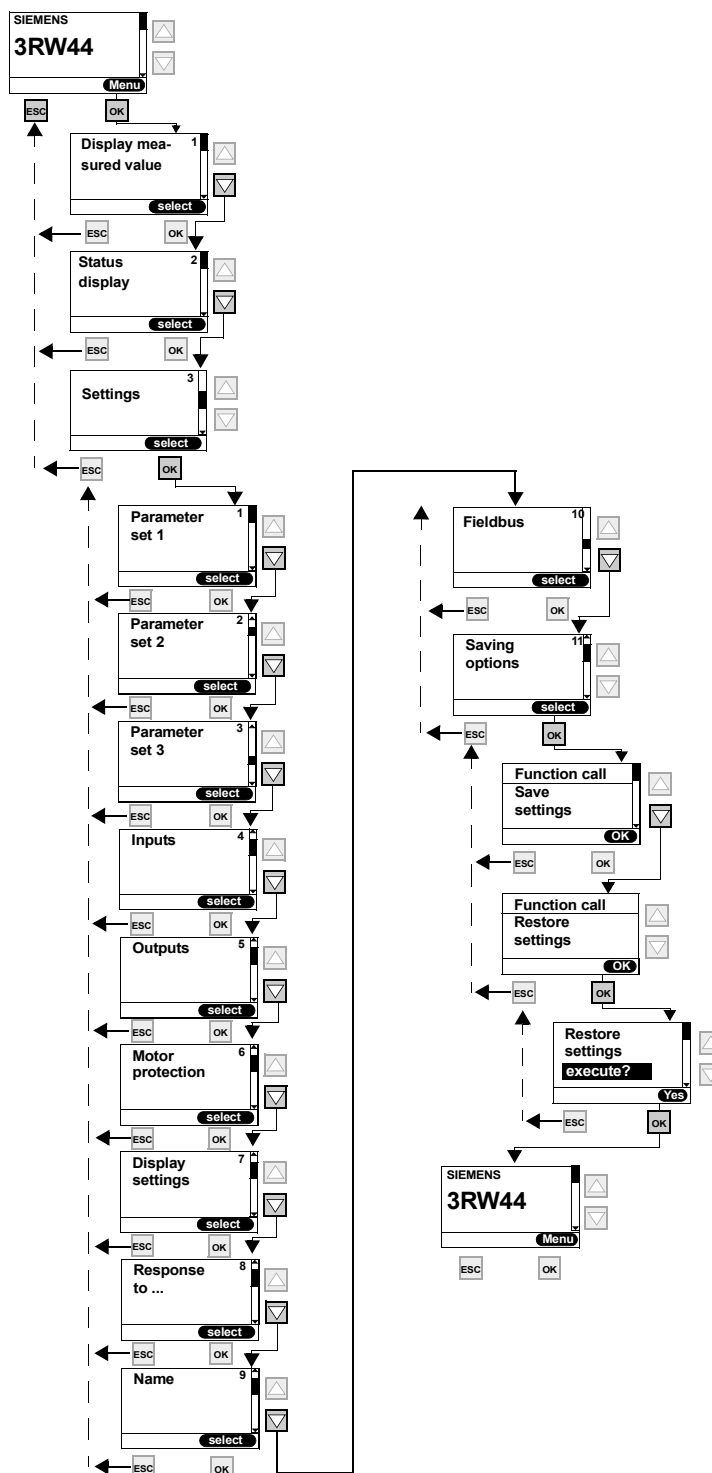 SIEMENS
3RW44
Menu
ESC
OK
Display mea-
sured value
1
select
ESC
OK
Status
display
2
select
ESC
OK
Settings
3
select
ESC
OK
Parameter
set 1
1
select
ESC
OK
Parameter
set 2
2
select
ESC
OK
Parameter
set 3
3
select
ESC
OK
Inputs
4
select
ESC
OK
Outputs
5
select
ESC
OK
Motor
protection
6
select
ESC
OK
Display
settings
7
select
ESC
OK
Response
to ...
8
select
ESC
OK
Name
9
select
ESC
OK
Fieldbus
10
select
ESC
OK
Saving
options
11
select
ESC
OK
Function call
Save
settings
OK
ESC
OK
Function call
Restore
settings
OK
ESC
OK
Restore
settings
execute?
Yes
ESC
OK
SIEMENS
3RW44
Menu
ESC
OK